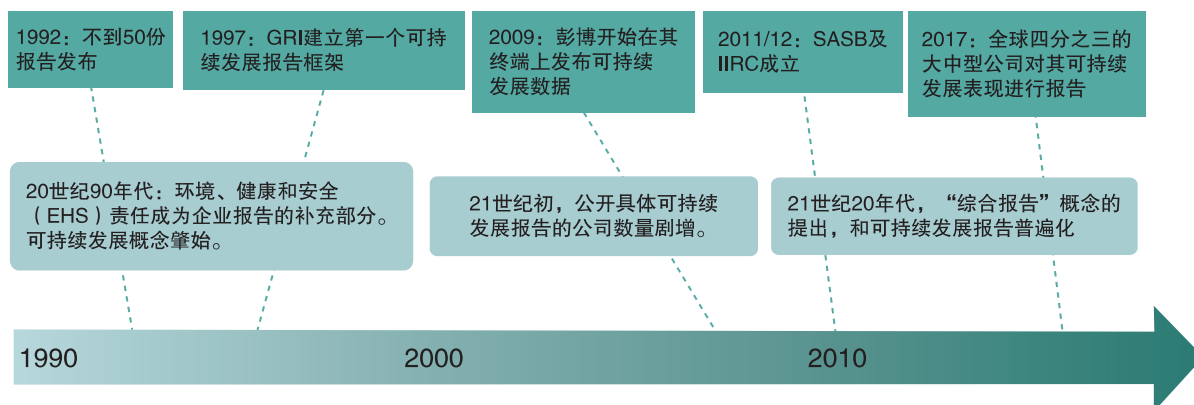 1992：不到50份
报告发布
1997：GRI建立第一个可持
续发展报告框架
2009：彭博开始在其
终端上发布可持续
发展数据
2011/12：SASB及
IIRC成立
2017：全球四分之三的
大中型公司对其可持续
发展表现进行报告
20世纪90年代：环境、健康和安全
（EHS）责任成为企业报告的补充部分。
可持续发展概念肇始。
21世纪初，公开具体可持续
发展报告的公司数量剧增。
21世纪20年代，“综合报告”概念的
提出，和可持续发展报告普遍化
1990
2000
2010